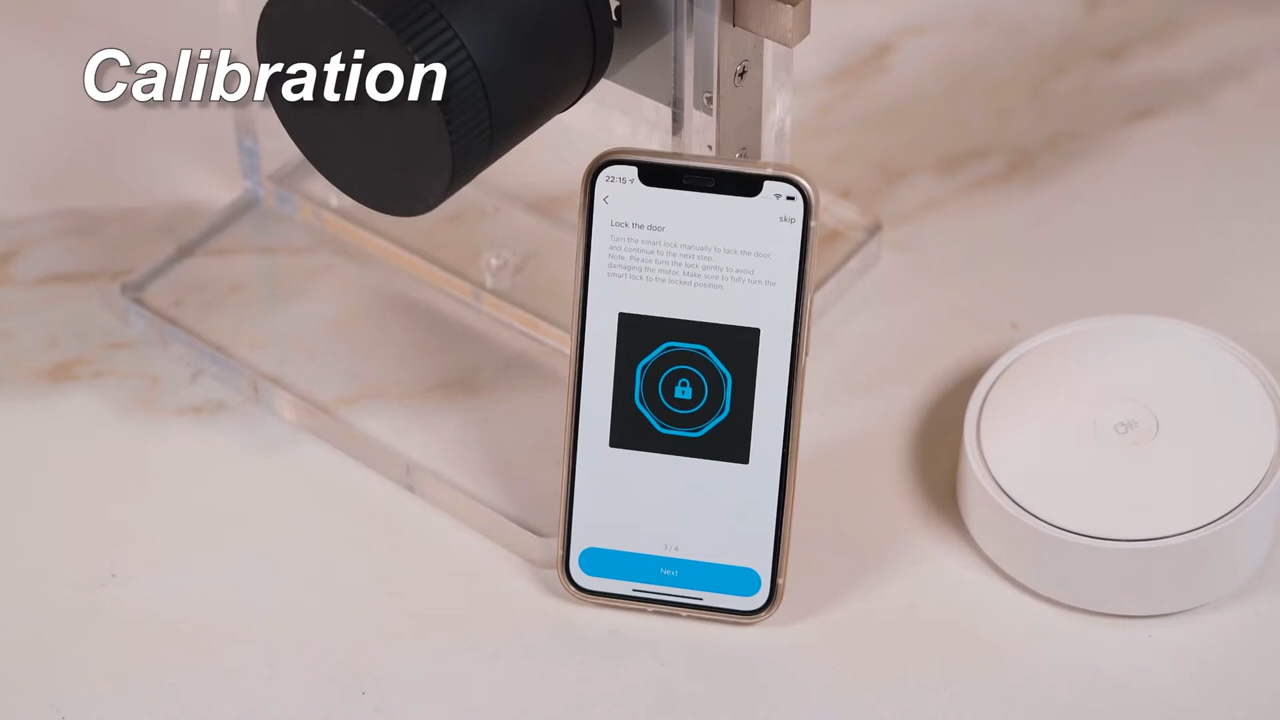 Calibration
22:15
skip
Lock the door
Turn the smart lock manually to lock the door,
and continue to the next step.
Note: Please turn the lock gently to avoid
damaging the motor. Make sure to fully turn the
smart lock to the locked position.
3 / 4
Next